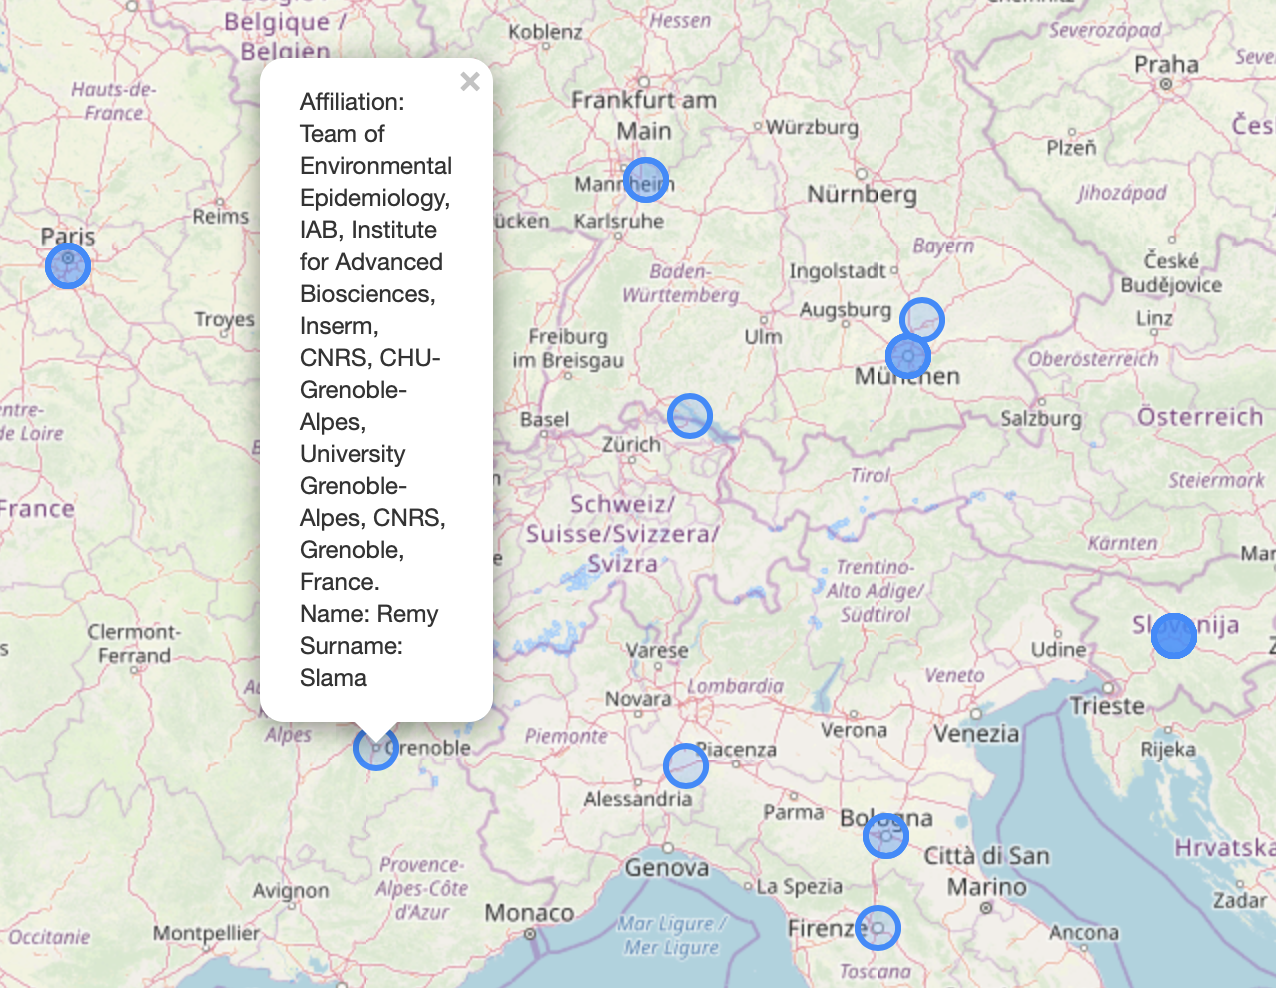 Belgique /
Belgien
Koblenz
Hessen
Severozápad
Praha
Hauts-de-
France
Frankfurt am
Main
Würzburg
Plzeň
Mannheim
Nürnberg
Jihozápad
Reims
Karlsruhe
Paris
Bayern
České
Budějovice
Baden-
Württemberg
Ingolstadt
Augsburg
Troyes
Linz
Freiburg
im Breisgau
Ulm
Oberösterreich
München
Basel
Salzburg
Österreich
Zürich
Tirol
Steiermark
France
Schweiz/
Suisse/Svizzera/
Svizra
Kärnten
Trentino-
Alto Adige/
Südtirol
×
Affiliation:
Team of
Environmental
Epidemiology,
IAB, Institute
for Advanced
Biosciences,
Inserm,
CNRS, CHU-
Grenoble-
Alpes,
University
Grenoble-
Alpes, CNRS,
Grenoble,
France.
Name: Remy
Surname:
Slama
Clermont-
Ferrand
Varese
Udine
Slovenija
Lombardia
Veneto
Novara
Trieste
Alpes
Piemonte
Verona
Venezia
Grenoble
Piacenza
Rijeka
Alessandria
Parma
Bologna
Genova
Città di San
Marino
Hrvatska
Provence-
Alpes-Côte
d'Azur
Avignon
La Spezia
Zadar
Monaco
Mar Ligure /
Mer Ligure
Firenze
Occitanie
Montpellier
Ancona
Toscana